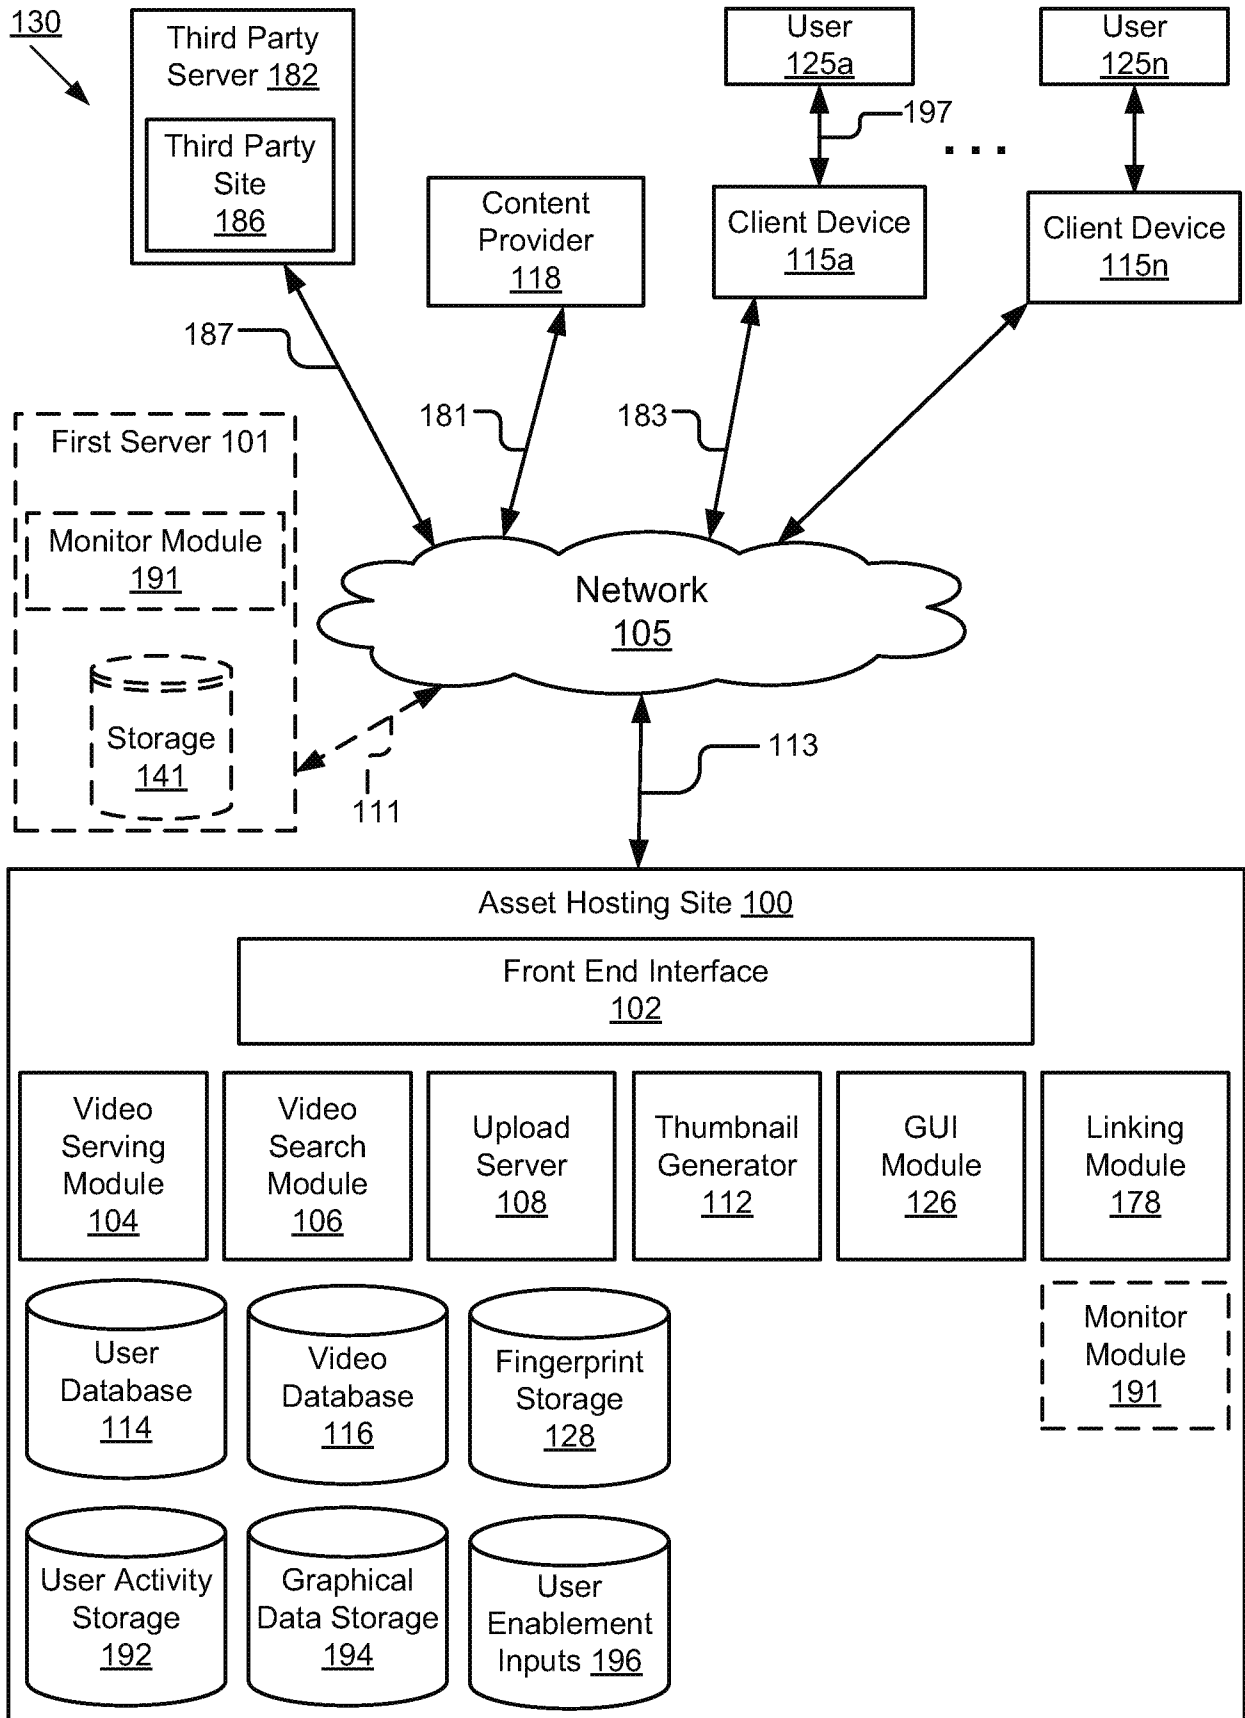 130
Third Party
Server 182
Third Party
Site
186
Content
Provider
118
User
125a
197
Client Device
115a
. . .
User
125n
Client Device
115n
187
181
183
First Server 101
Monitor Module
191
Storage
141
111
Network
105
113
Asset Hosting Site 100
Front End Interface
102
Video
Serving
Module
104
Video
Search
Module
106
Upload
Server
108
Thumbnail
Generator
112
GUI
Module
126
Linking
Module
178
User
Database
114
Video
Database
116
Fingerprint
Storage
128
Monitor
Module
191
User Activity
Storage
192
Graphical
Data Storage
194
User
Enablement
Inputs 196